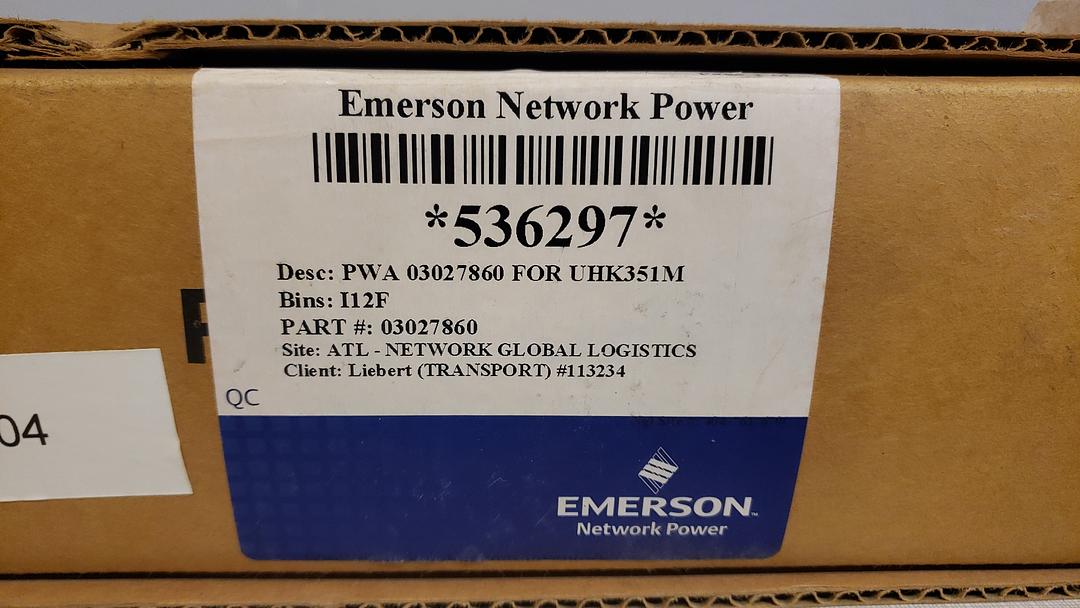 Emerson Network Power
*536297*
Desc: PWA 03027860 FOR UHK351M
Bins: I12F
PART #: 03027860
Site: ATL - NETWORK GLOBAL LOGISTICS
Client: Liebert (TRANSPORT) #113234
QC
04
EMERSON™
Network Power